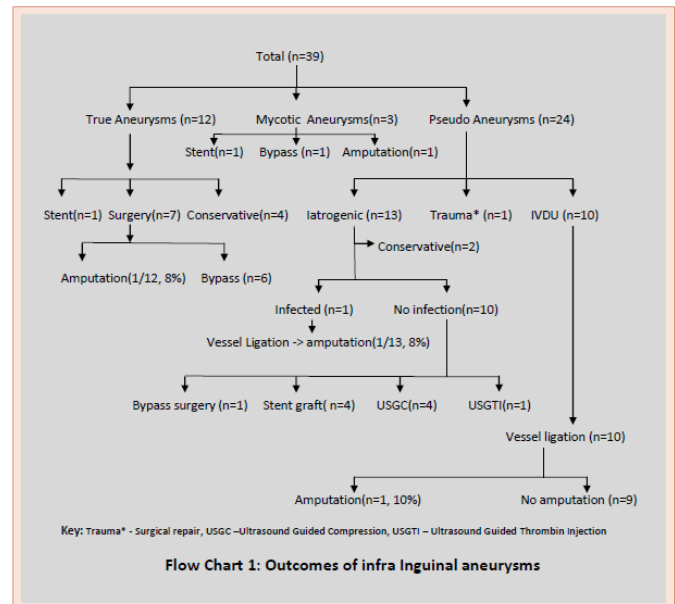 Total (n=39)
True Aneurysms (n=12) Mycotic Aneurysms(n=3) Pseudo Aneurysms (n=24)
Stent(n=1) Bypass (n=1) Amputation(n=1)
Stent(n=1) Surgery(n=7) Conservative(n=4) Iatrogenic (n=13) Trauma* (n=1) IVDU (n=10)
Conservative(n=2)
Amputation(1/12, 8%) Bypass (n=6)
Infected (n=1) No infection(n=10)
Vessel Ligation -> amputation(1/13, 8%)
Bypass surgery (n=1) Stent graft( n=4) USGC(n=4) USGTI(n=1)
Vessel ligation (n=10)
Amputation(n=1, 10%) No amputation (n=9)
Key: Trauma* - Surgical repair, USGC –Ultrasound Guided Compression, USGTI – Ultrasound Guided Thrombin Injection
Flow Chart 1: Outcomes of infra Inguinal aneurysms